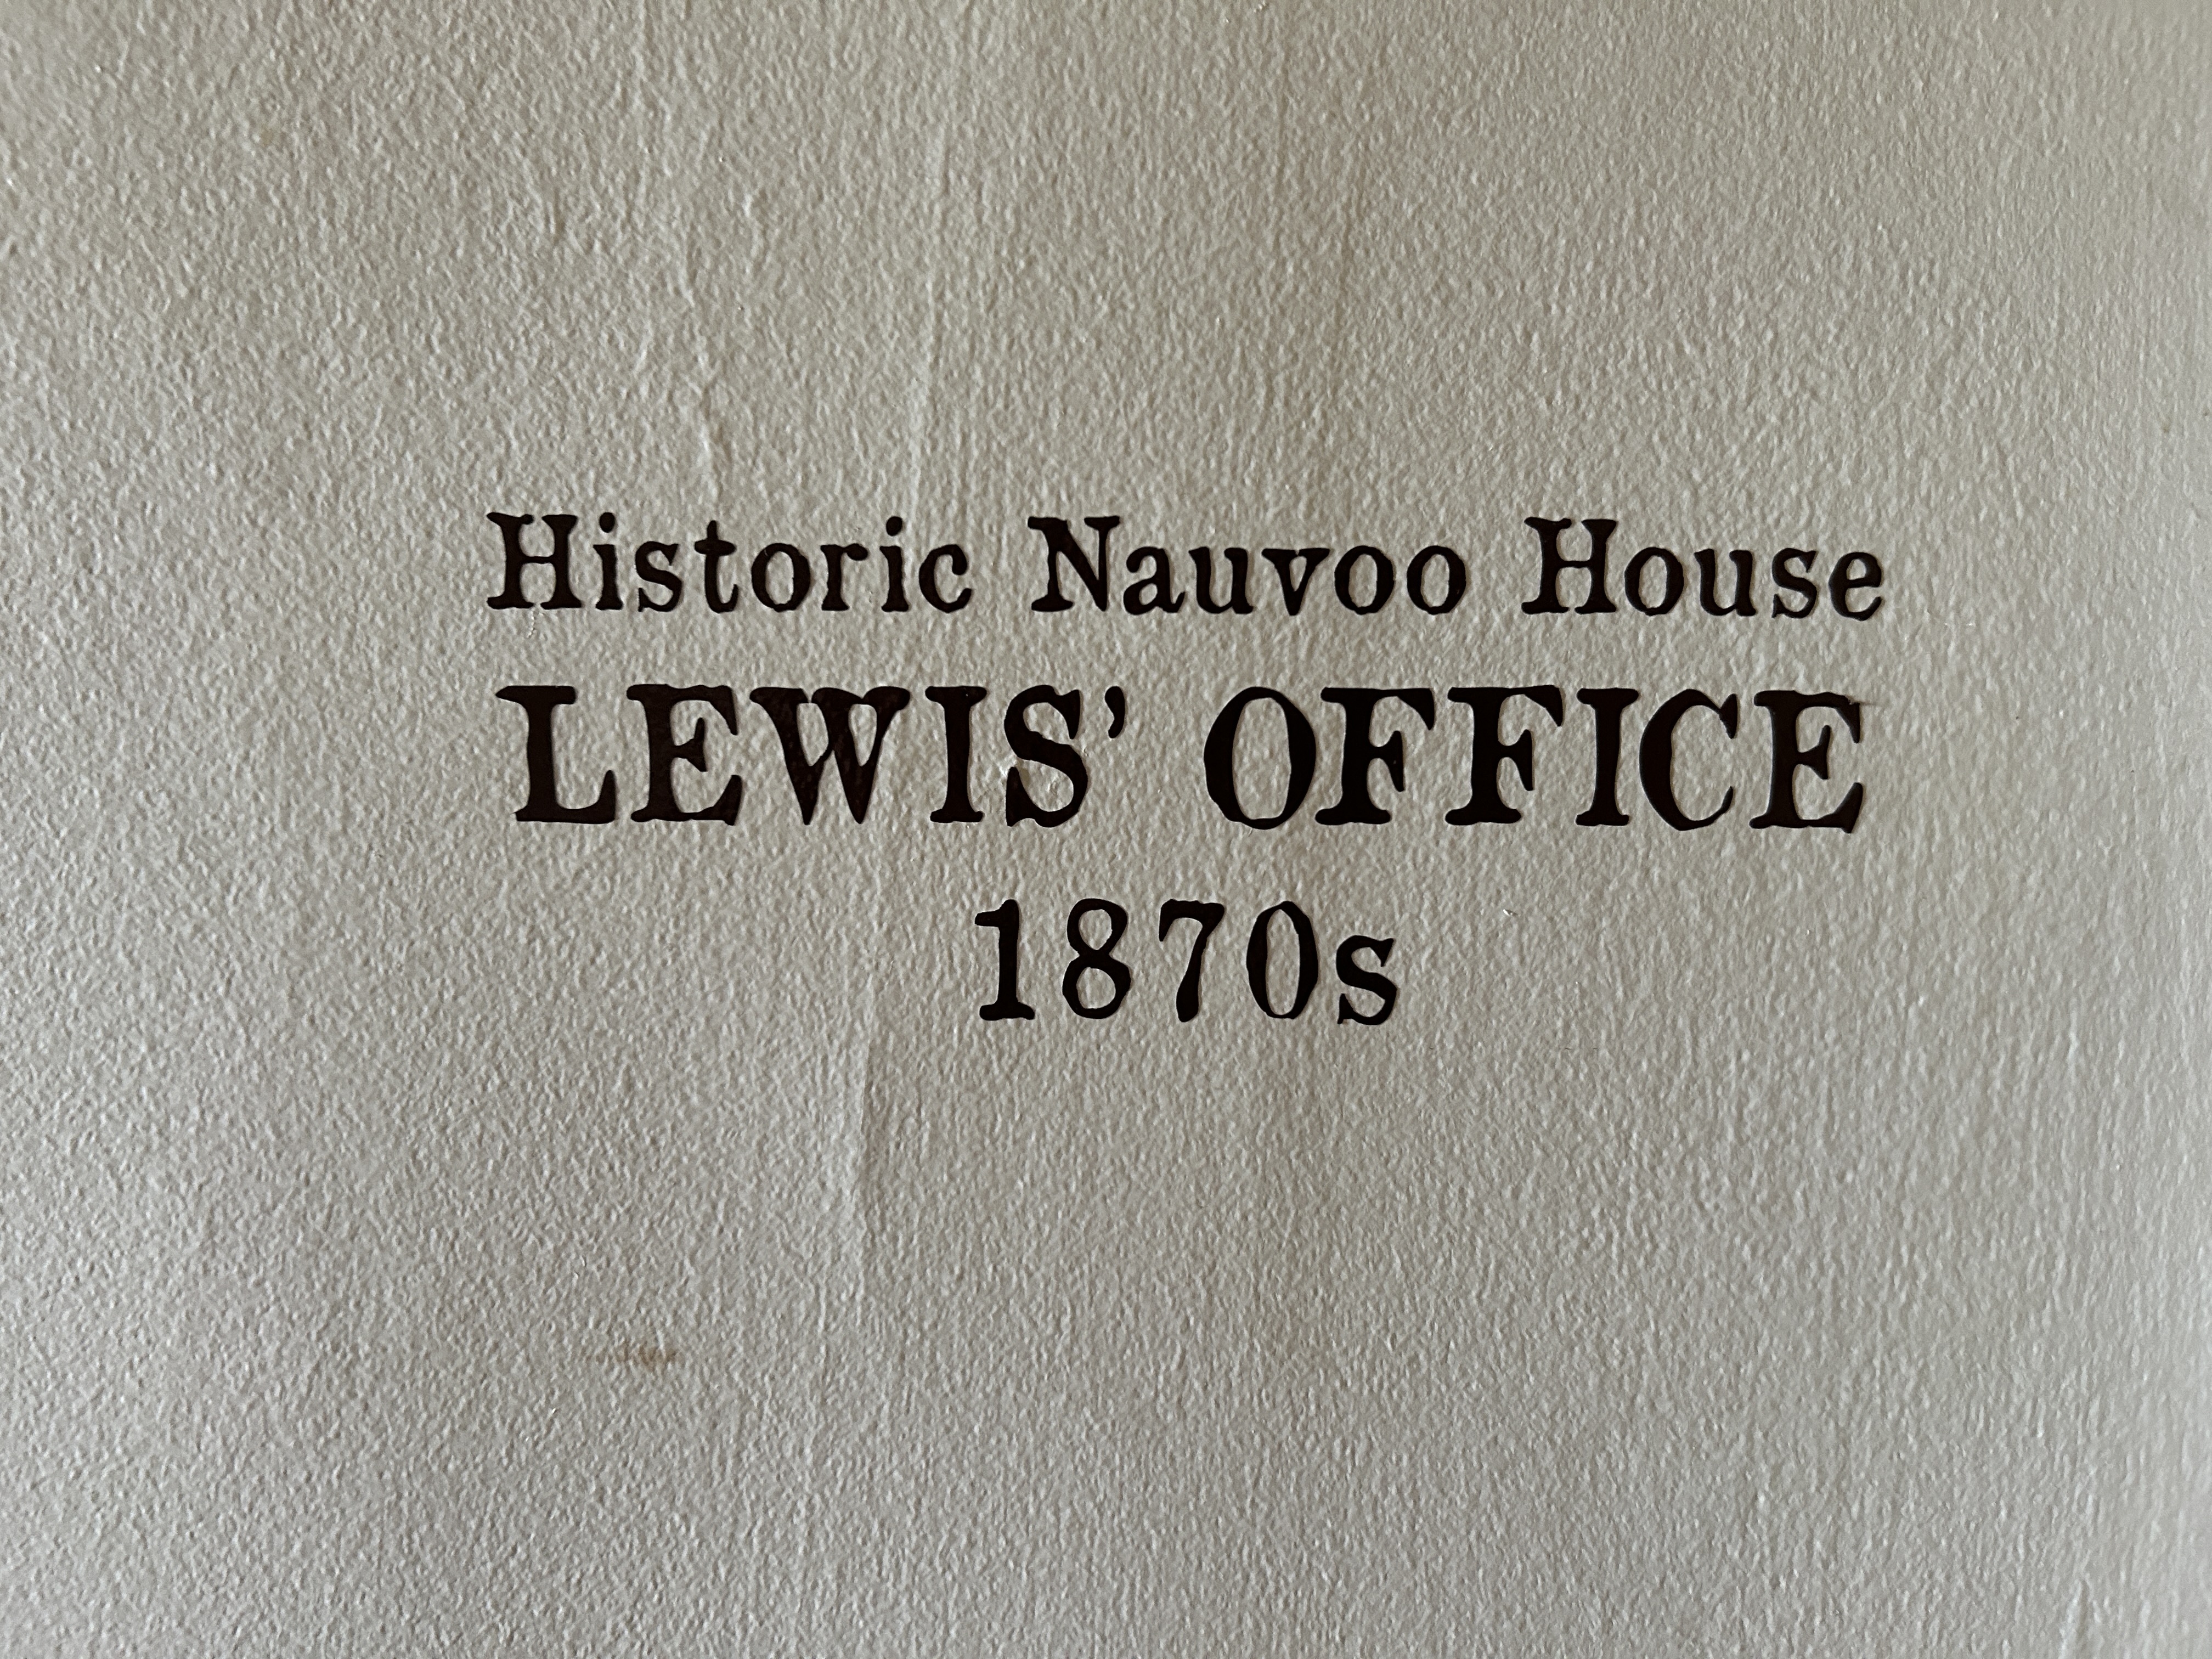 Historic Nauvoo House
LEWIS’ OFFICE
1870s